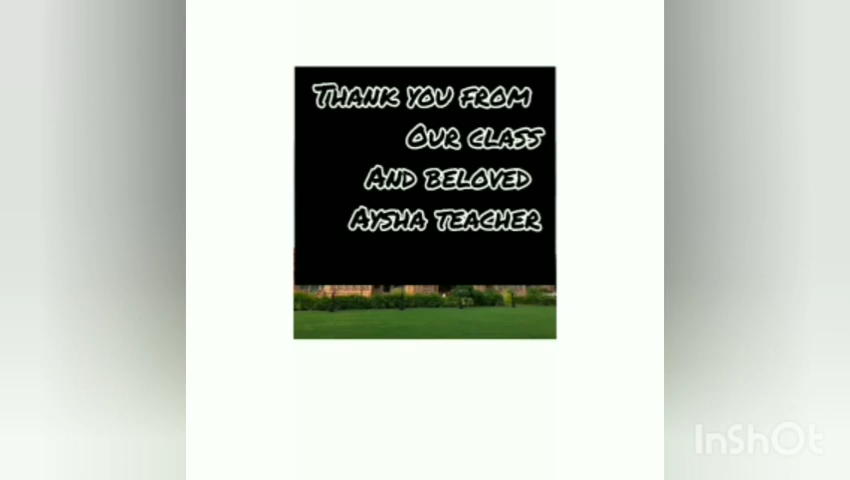 Thank you from
Our class
And beloved
Aysha teacher
InShOt